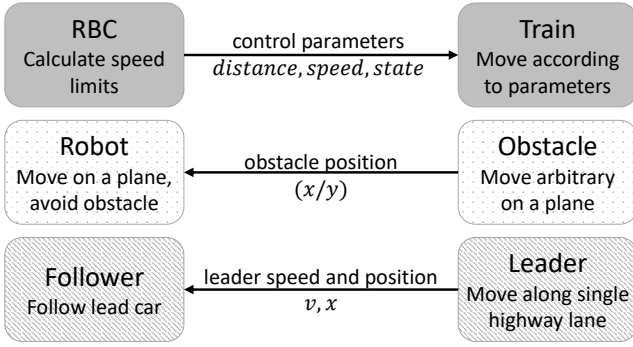 RBC
Calculate speed
limits
control parameters
distance, speed, state
Train
Move according
to parameters
Robot
Move on a plane,
avoid obstacle
obstacle position
(x/y)
Obstacle
Move arbitrary
on a plane
Follower
Follow lead car
leader speed and position
v, x
Leader
Move along single
highway lane